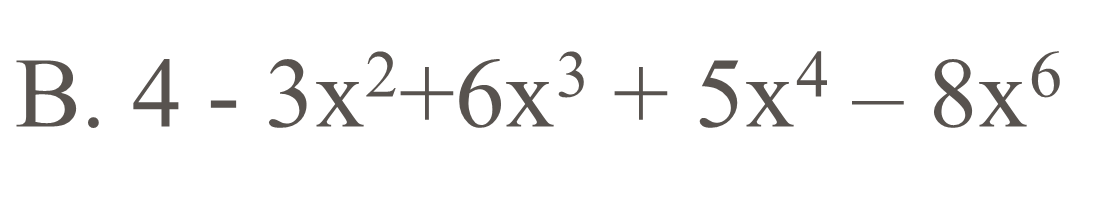 B. 4 - 3x²+6x³ + 5x⁴ – 8x⁶